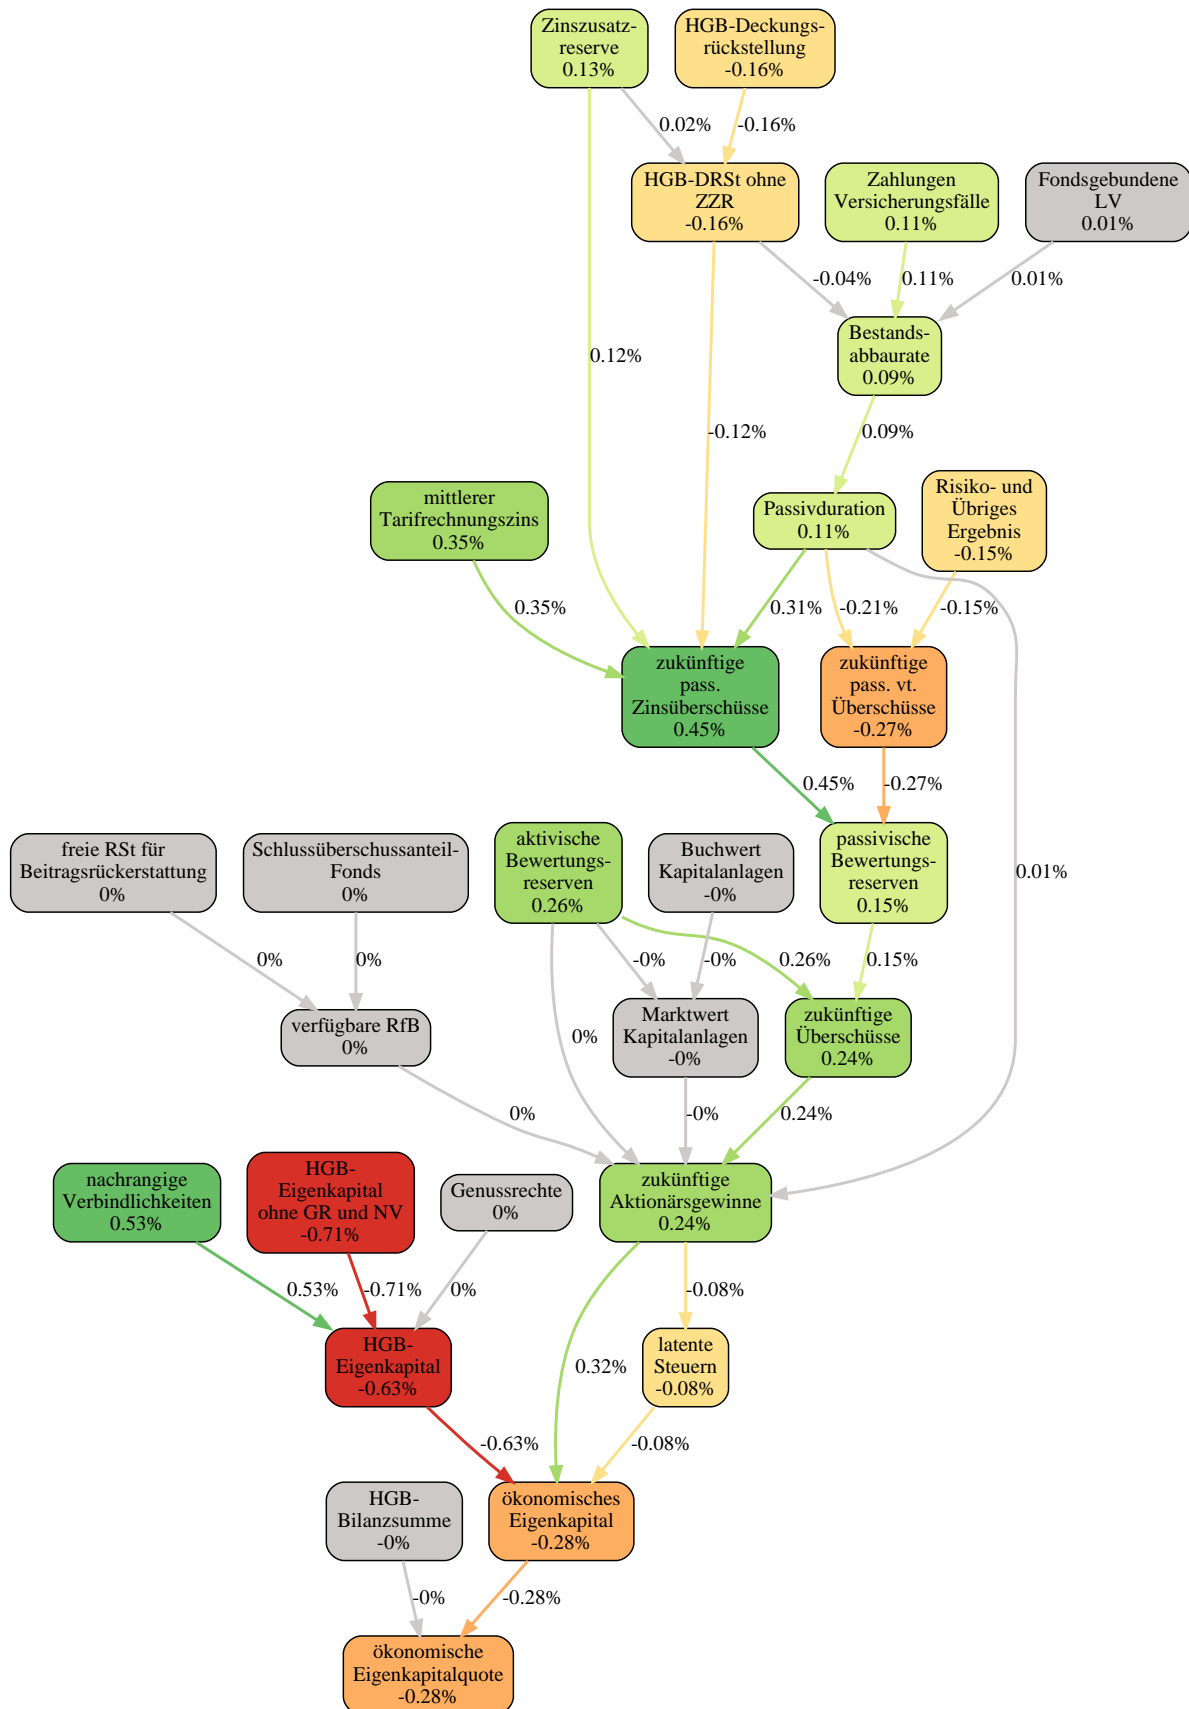 Zinszusatz-
reserve
0.13%
HGB-Deckungs-
rückstellung
-0.16%
0.02%
-0.16%
HGB-DRSt ohne
ZZR
-0.16%
Zahlungen
Versicherungsfälle
0.11%
Fondsgebundene
LV
0.01%
-0.04%
0.11%
0.01%
0.12%
Bestands-
abbaurate
0.09%
-0.12%
0.09%
mittlerer
Tarifrechnungszins
0.35%
Passivduration
0.11%
Risiko- und
Übriges
Ergebnis
-0.15%
0.35%
0.31%
-0.21%
-0.15%
zukünftige
pass.
Zinsüberschüsse
0.45%
zukünftige
pass. vt.
Überschüsse
-0.27%
0.45%
-0.27%
freie RSt für
Beitragsrückerstattung
0%
Schlussüberschussanteil-
Fonds
0%
aktivische
Bewertungs-
reserven
0.26%
Buchwert
Kapitalanlagen
-0%
passivische
Bewertungs-
reserven
0.15%
0.01%
0%
0%
-0%
-0%
0.26%
0.15%
verfügbare RfB
0%
0%
Marktwert
Kapitalanlagen
-0%
zukünftige
Überschüsse
0.24%
0%
-0%
0.24%
nachrangige
Verbindlichkeiten
0.53%
HGB-
Eigenkapital
ohne GR und NV
-0.71%
Genussrechte
0%
zukünftige
Aktionärsgewinne
0.24%
0.53%
-0.71%
0%
-0.08%
HGB-
Eigenkapital
-0.63%
0.32%
latente
Steuern
-0.08%
-0.63%
-0.08%
HGB-
Bilanzsumme
-0%
ökonomisches
Eigenkapital
-0.28%
-0%
-0.28%
ökonomische
Eigenkapitalquote
-0.28%